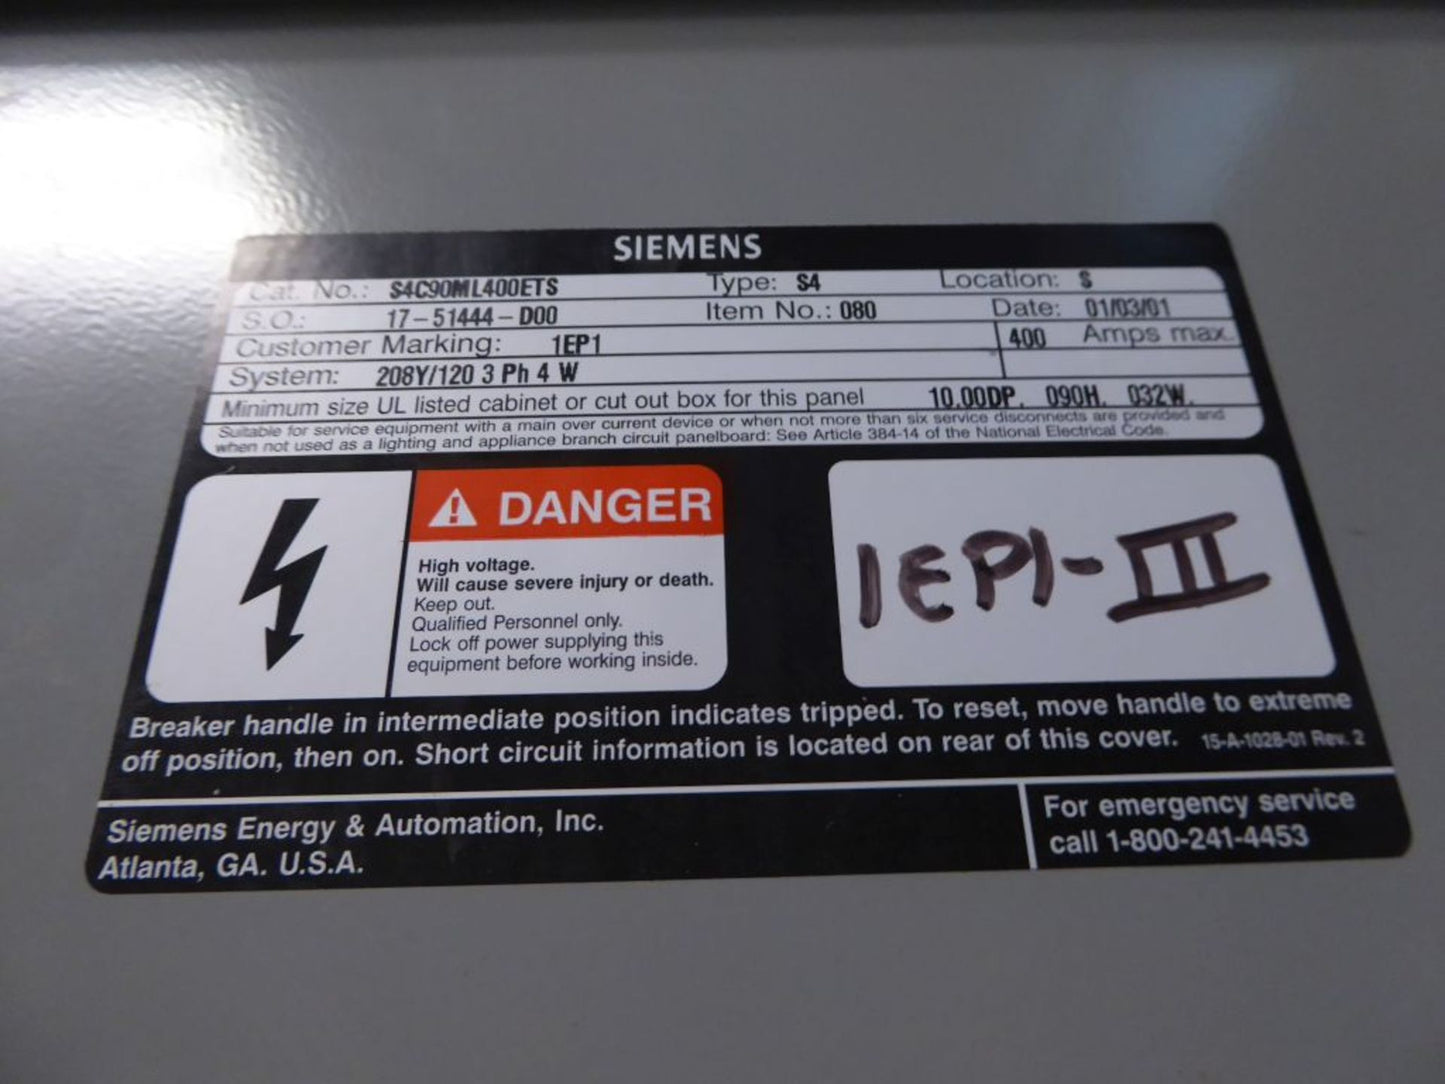 SIEMENS
Cat. No.: S4C90ML400ETS Type: S4 Location: S
S.O.: 17-51444-D00 Item No.: 080 Date: 01/03/01
Customer Marking: 1EP1 400 Amps max.
System: 208Y/120 3 Ph 4 W
Minimum size UL listed cabinet or cut out box for this panel 10.00DP. 090H. 032W.
Suitable for service equipment with a main over current device or when not more than six service disconnects are provided and
when not used as a lighting and appliance branch circuit panelboard: See Article 384-14 of the National Electrical Code.
DANGER
High voltage.
Will cause severe injury or death.
Keep out.
Qualified Personnel only.
Lock off power supplying this
equipment before working inside.
1EP1-III
Breaker handle in intermediate position indicates tripped. To reset, move handle to extreme
off position, then on. Short circuit information is located on rear of this cover. 15-A-1028-01 Rev. 2
Siemens Energy & Automation, Inc.
Atlanta, GA. U.S.A.
For emergency service
call 1-800-241-4453